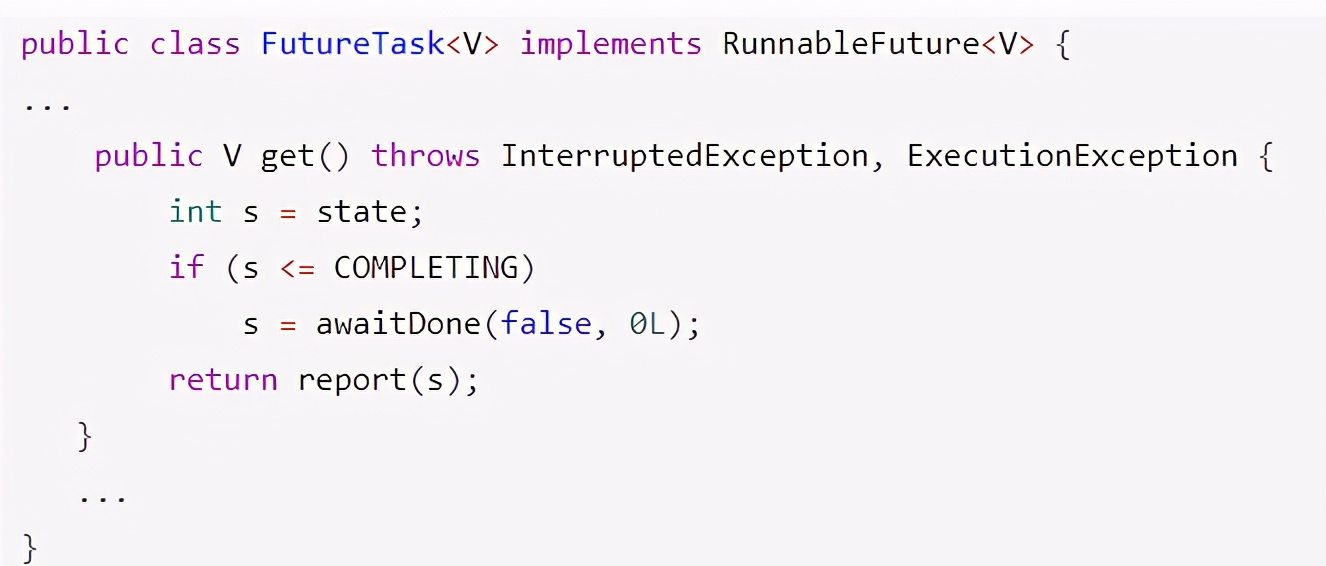 public class FutureTask<V> implements RunnableFuture<V> {
...
    public V get() throws InterruptedException, ExecutionException {
        int s = state;
        if (s <= COMPLETING)
            s = awaitDone(false, 0L);
        return report(s);
   }
   ...
}